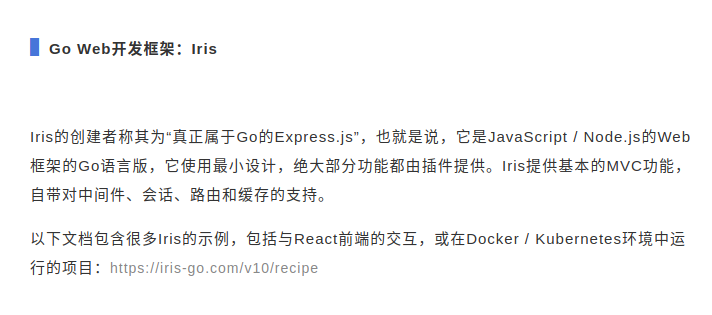 Go Web开发框架：Iris
Iris的创建者称其为“真正属于Go的Express.js”，也就是说，它是JavaScript / Node.js的Web
框架的Go语言版，它使用最小设计，绝大部分功能都由插件提供。Iris提供基本的MVC功能，
自带对中间件、会话、路由和缓存的支持。
以下文档包含很多Iris的示例，包括与React前端的交互，或在Docker / Kubernetes环境中运
行的项目：https://iris-go.com/v10/recipe